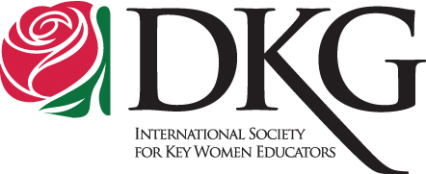 DKG
INTERNATIONAL SOCIETY
FOR KEY WOMEN EDUCATORS